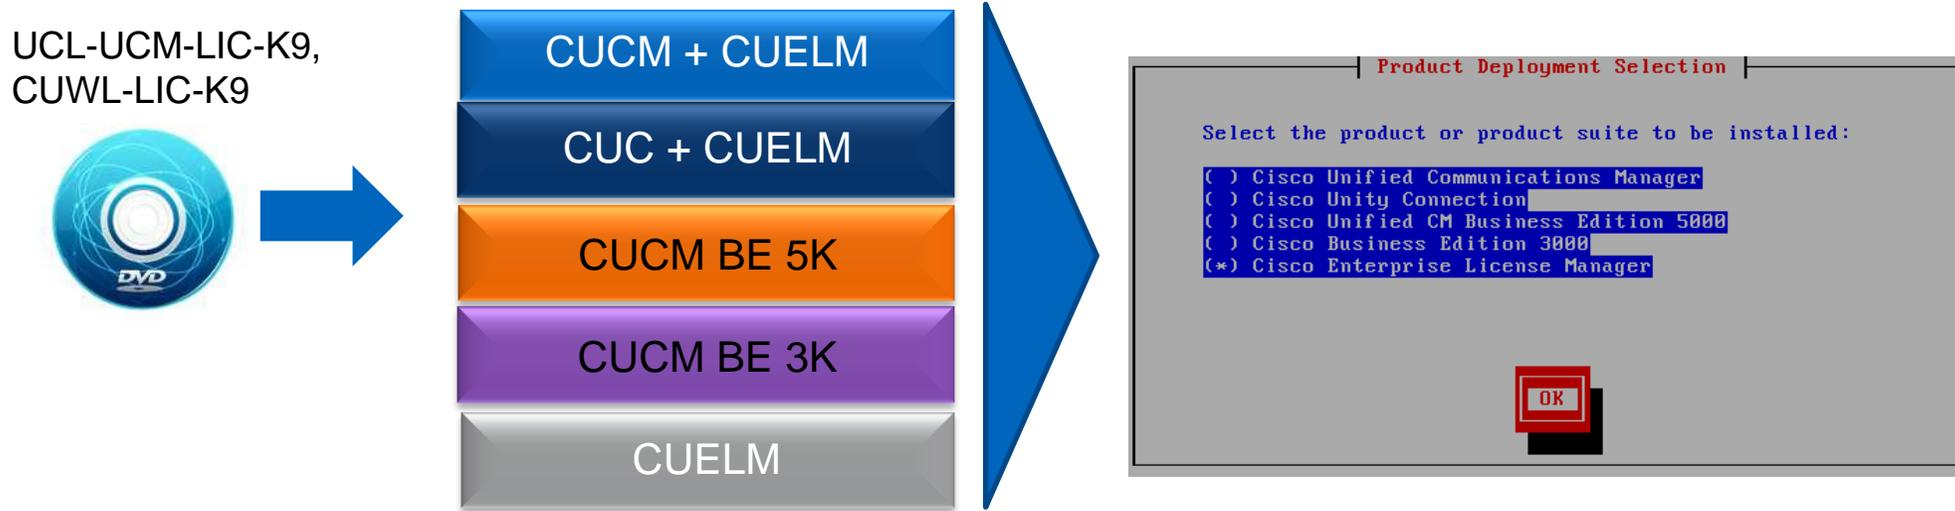 UCL-UCM-LIC-K9,
CUWL-LIC-K9
DVD
CUCM + CUELM
CUC + CUELM
CUCM BE 5K
CUCM BE 3K
CUELM
Product Deployment Selection
Select the product or product suite to be installed:
( ) Cisco Unified Communications Manager
( ) Cisco Unity Connection
( ) Cisco Unified CM Business Edition 5000
( ) Cisco Business Edition 3000
(*) Cisco Enterprise License Manager
OK